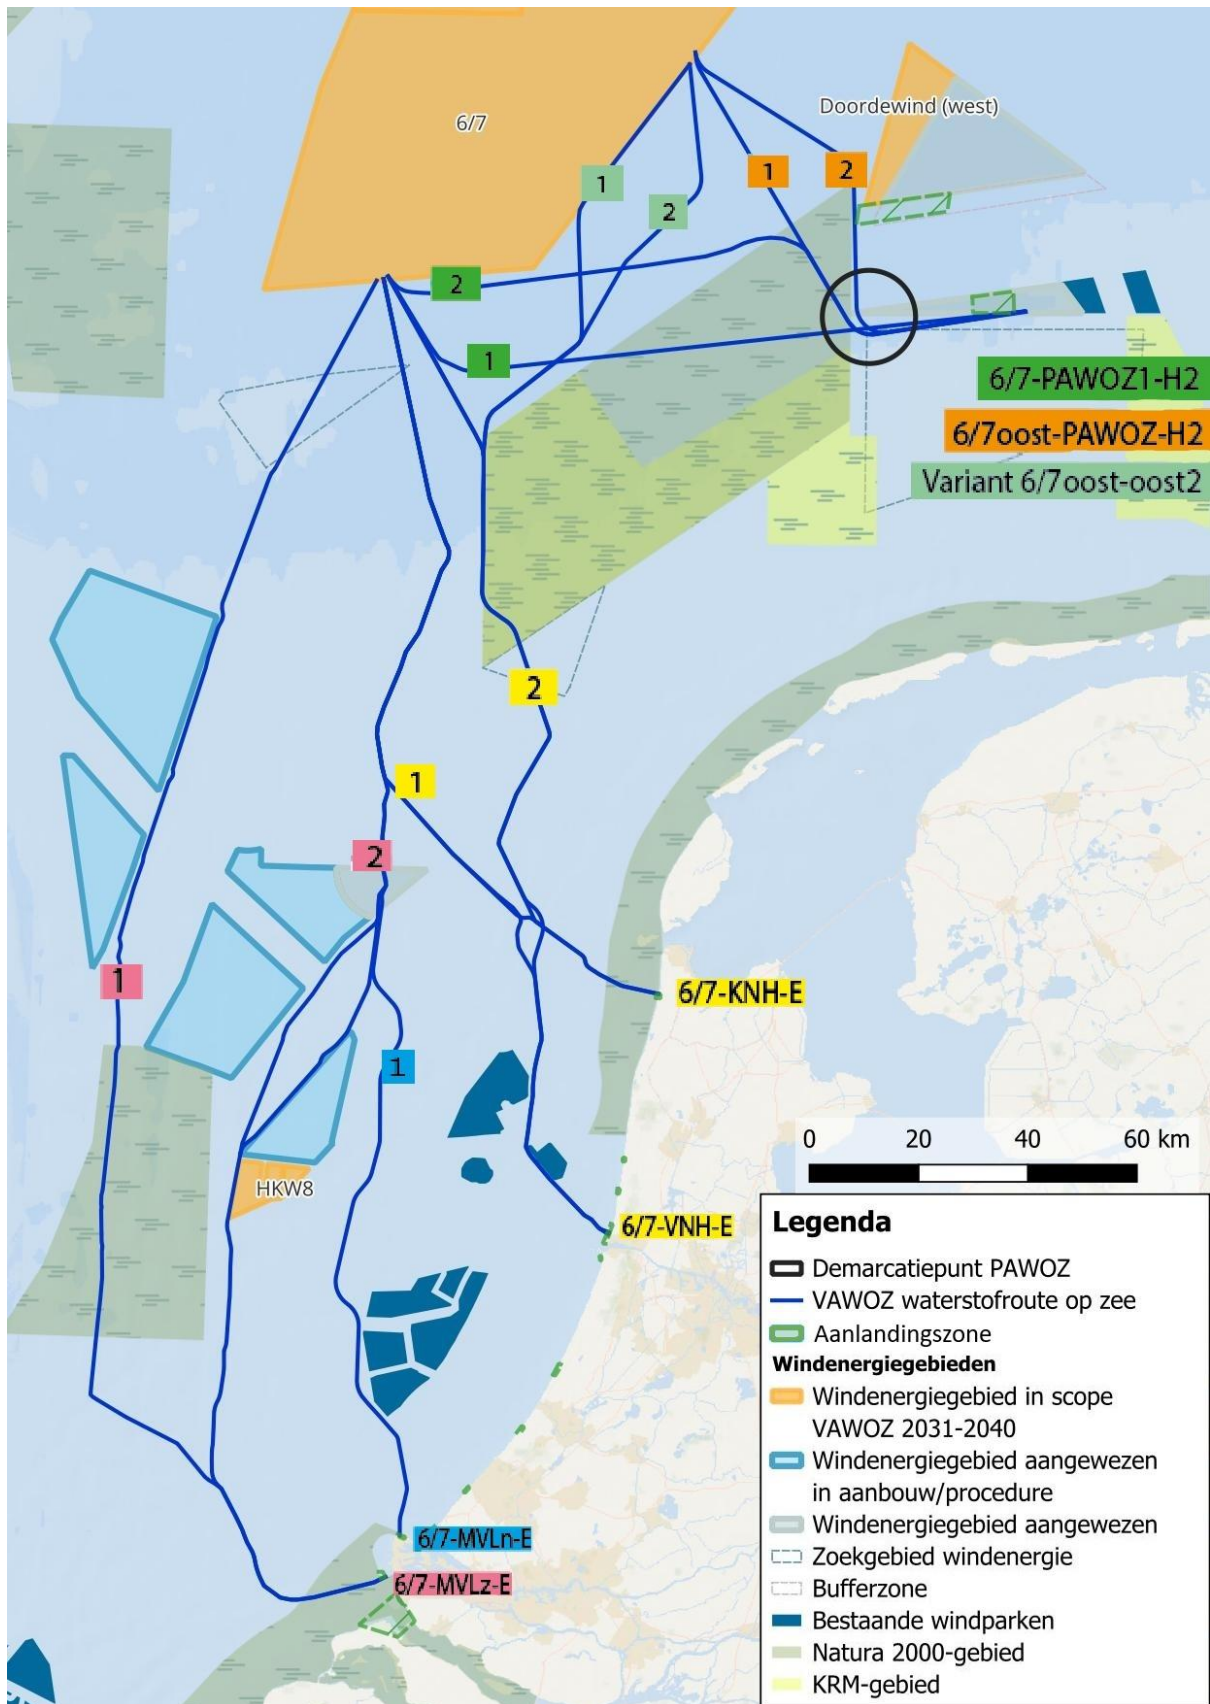 6/7
Doordewind (west)
1
2
1
2
2
1
6/7-PAWOZ1-H2
6/7oost-PAWOZ-H2
Variant 6/7oost-oost2
2
1
2
1
6/7-KNH-E
1
0 20 40 60 km
HKW8
6/7-VNH-E
6/7-MVLn-E
6/7-MVLz-E
Legenda
Demarcatiepunt PAWOZ
VAWOZ waterstofroute op zee
Aanlandingszone
Windenergiegebieden
Windenergiegebied in scope
VAWOZ 2031-2040
Windenergiegebied aangewezen
in aanbouw/procedure
Windenergiegebied aangewezen
Zoekgebied windenergie
Bufferzone
Bestaande windparken
Natura 2000-gebied
KRM-gebied